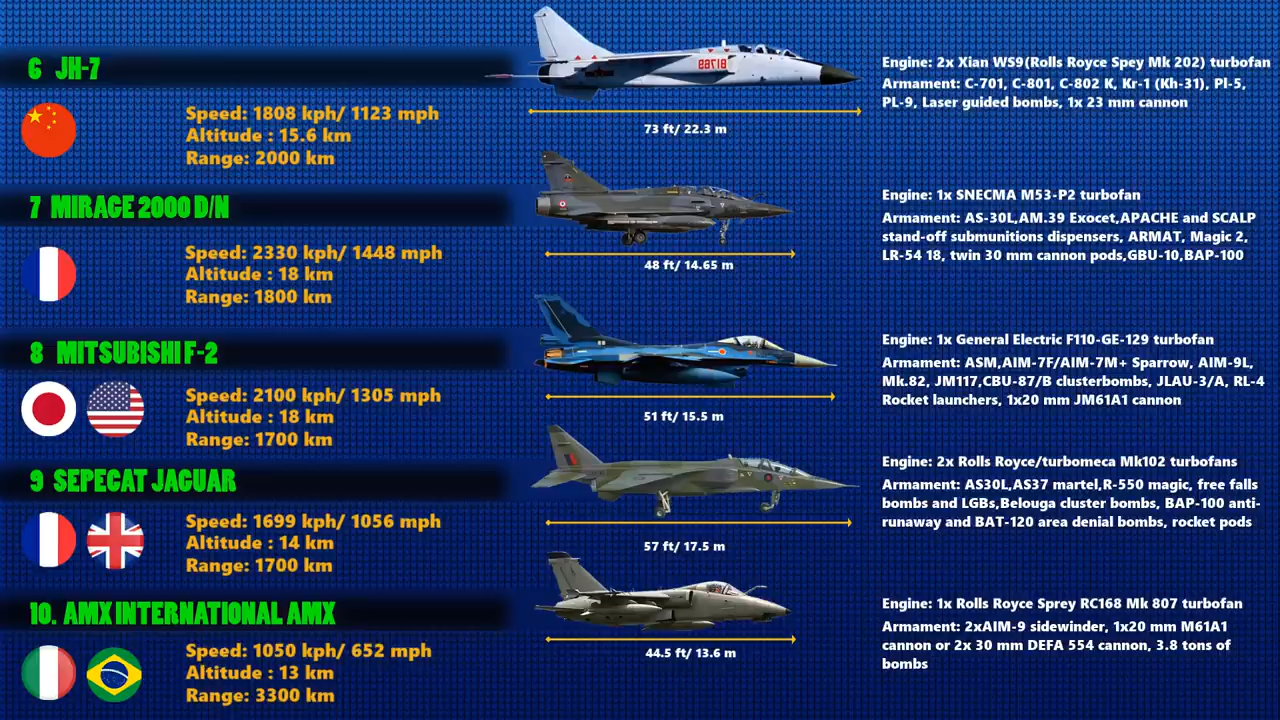 6 JH-7
Speed: 1808 kph/ 1123 mph
Altitude : 15.6 km
Range: 2000 km
81768
73 ft/ 22.3 m
Engine: 2x Xian WS9(Rolls Royce Spey Mk 202) turbofan
Armament: C-701, C-801, C-802 K, Kr-1 (Kh-31), Pl-5,
PL-9, Laser guided bombs, 1x 23 mm cannon
7 MIRAGE 2000 D/N
Speed: 2330 kph/ 1448 mph
Altitude : 18 km
Range: 1800 km
48 ft/ 14.65 m
Engine: 1x SNECMA M53-P2 turbofan
Armament: AS-30L,AM.39 Exocet,APACHE and SCALP
stand-off submunitions dispensers, ARMAT, Magic 2,
LR-54 18, twin 30 mm cannon pods,GBU-10,BAP-100
8 MITSUBISHI F-2
Speed: 2100 kph/ 1305 mph
Altitude : 18 km
Range: 1700 km
51 ft/ 15.5 m
Engine: 1x General Electric F110-GE-129 turbofan
Armament: ASM,AIM-7F/AIM-7M+ Sparrow, AIM-9L,
Mk.82, JM117,CBU-87/B clusterbombs, JLAU-3/A, RL-4
Rocket launchers, 1x20 mm JM61A1 cannon
9 SEPECAT JAGUAR
Speed: 1699 kph/ 1056 mph
Altitude : 14 km
Range: 1700 km
57 ft/ 17.5 m
Engine: 2x Rolls Royce/turbomeca Mk102 turbofans
Armament: AS30L,AS37 martel,R-550 magic, free falls
bombs and LGBs,Belouga cluster bombs, BAP-100 anti-
runaway and BAT-120 area denial bombs, rocket pods
10. AMX INTERNATIONAL AMX
Speed: 1050 kph/ 652 mph
Altitude : 13 km
Range: 3300 km
44.5 ft/ 13.6 m
Engine: 1x Rolls Royce Sprey RC168 Mk 807 turbofan
Armament: 2xAIM-9 sidewinder, 1x20 mm M61A1
cannon or 2x 30 mm DEFA 554 cannon, 3.8 tons of
bombs